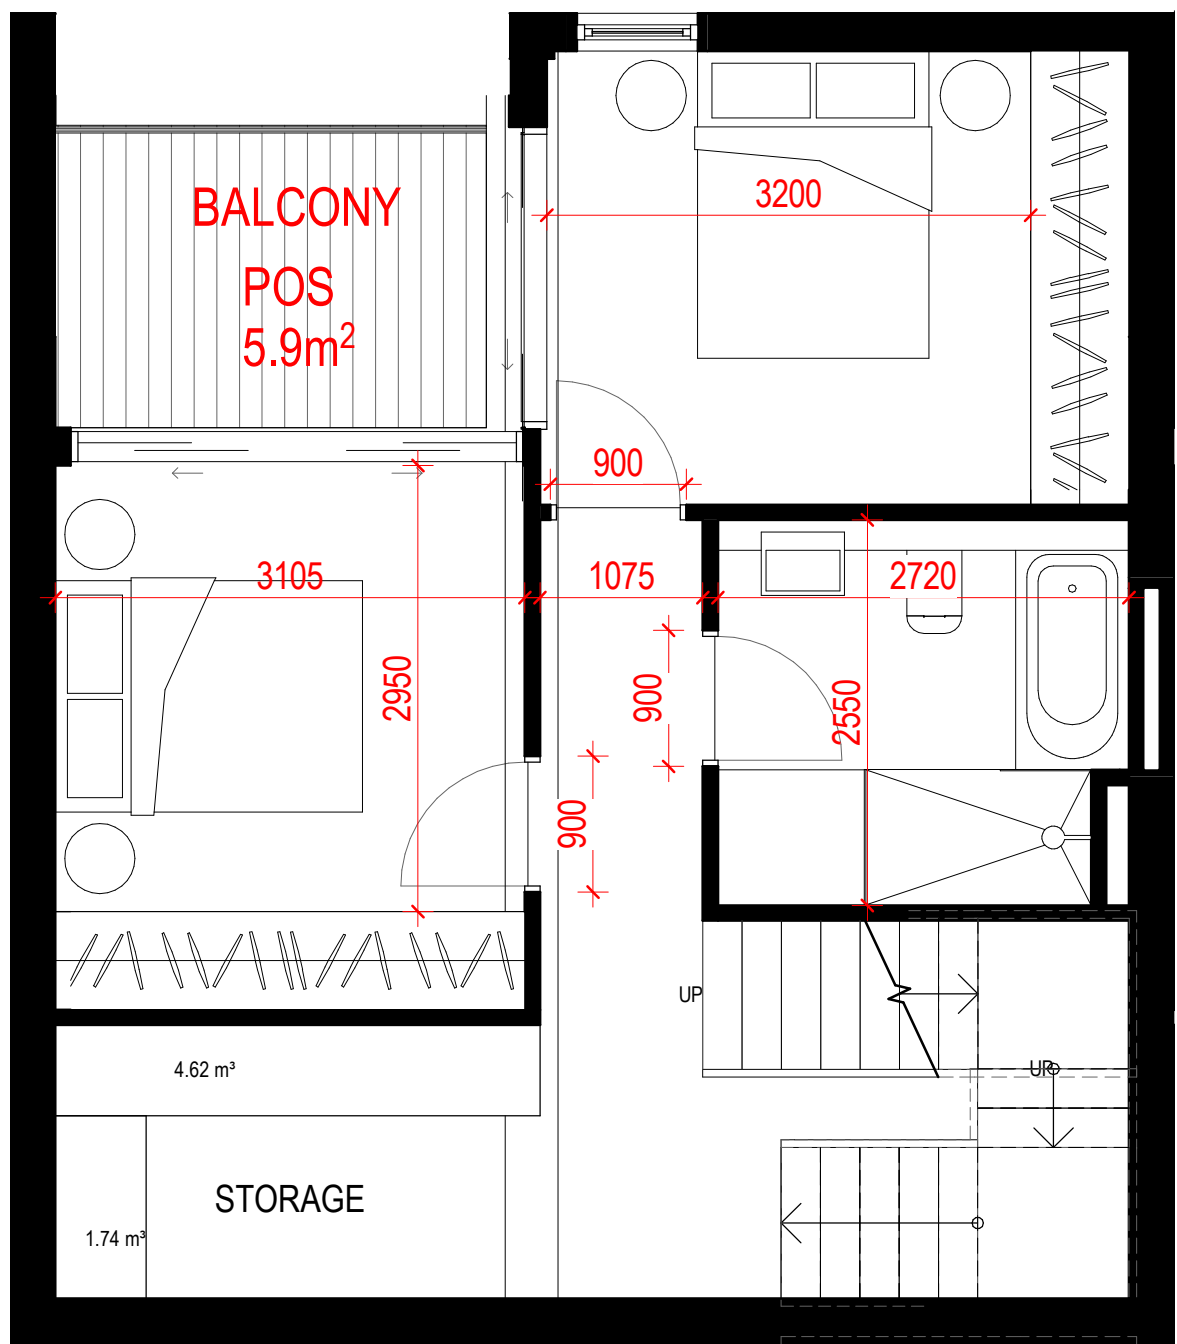 BALCONY
POS
5.9m²
3200
900
3105
1075
2720
2950
900
2550
900
UP
UP
4.62 m³
STORAGE
1.74 m³